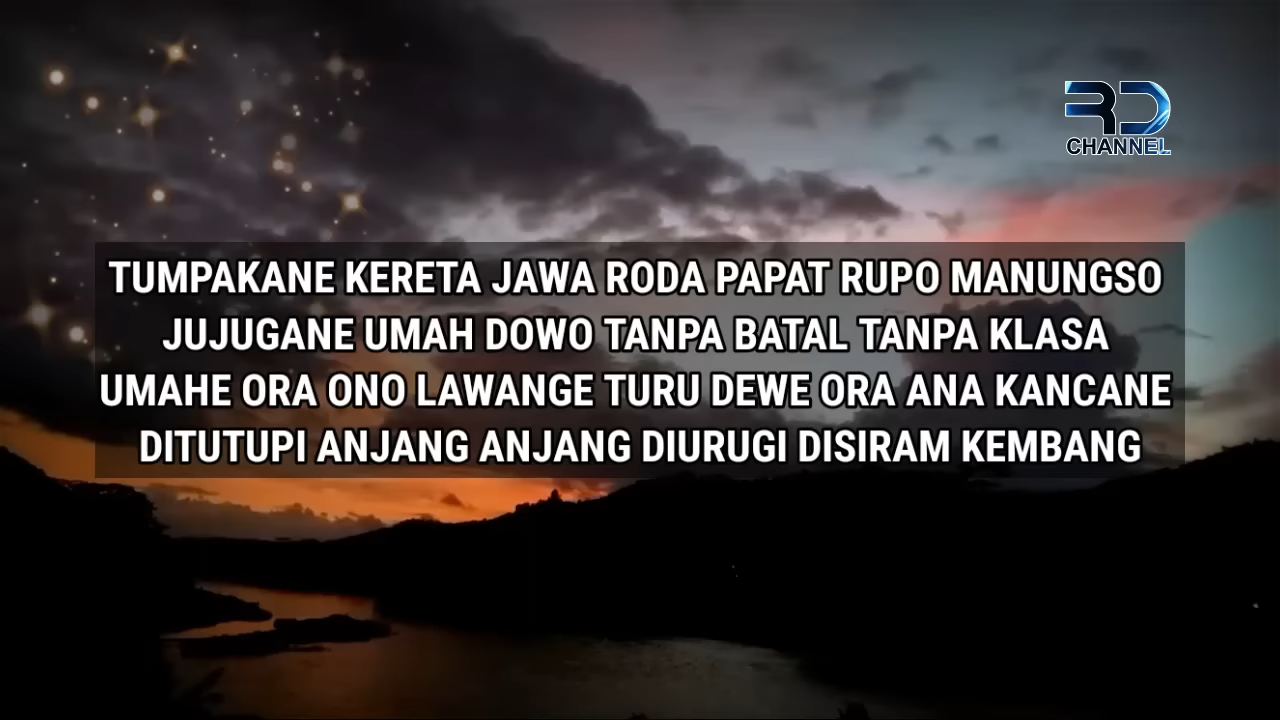 RD
CHANNEL
TUMPAKANE KERETA JAWA RODA PAPAT RUPO MANUNGSO
JUJUGANE UMAH DOWO TANPA BATAL TANPA KLASA
UMAHE ORA ONO LAWANGE TURU DEWE ORA ANA KANCANE
DITUTUPI ANJANG ANJANG DIURUGI DISIRAM KEMBANG